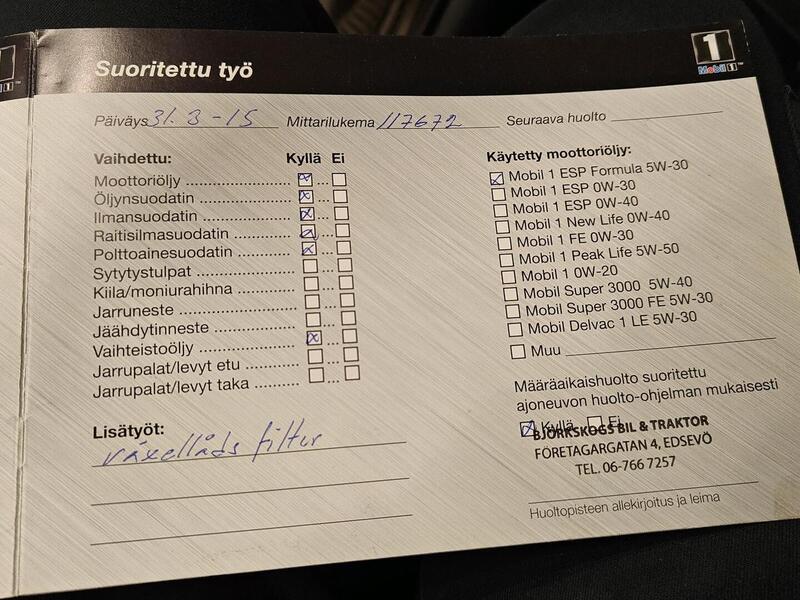 Suoritettu työ
1
Mobil 1
Päiväys 31.3-15 Mittarilukema 117672 Seuraava huolto
Vaihdettu: Kyllä Ei
Moottoriöljy
Öljynsuodatin
Ilmansuodatin
Raitisilmasuodatin
Polttoainesuodatin
Sytytystulpat
Kiila/moniurahihna
Jarruneste
Jäähdytinneste
Vaihteistoöljy
Jarrupalat/levyt etu
Jarrupalat/levyt taka
Lisätyöt:
växellåds filter
Käytetty moottoriöljy:
Mobil 1 ESP Formula 5W-30
Mobil 1 ESP 0W-30
Mobil 1 ESP 0W-40
Mobil 1 New Life 0W-40
Mobil 1 FE 0W-30
Mobil 1 Peak Life 5W-50
Mobil 1 0W-20
Mobil Super 3000 5W-40
Mobil Super 3000 FE 5W-30
Mobil Delvac 1 LE 5W-30
Muu
Määräaikaishuolto suoritettu
ajoneuvon huolto-ohjelman mukaisesti
Kyllä Ei
BJÖRKSKOGS BIL & TRAKTOR
FÖRETAGARGATAN 4, EDSEVÖ
TEL. 06-766 7257
Huoltopisteen allekirjoitus ja leima